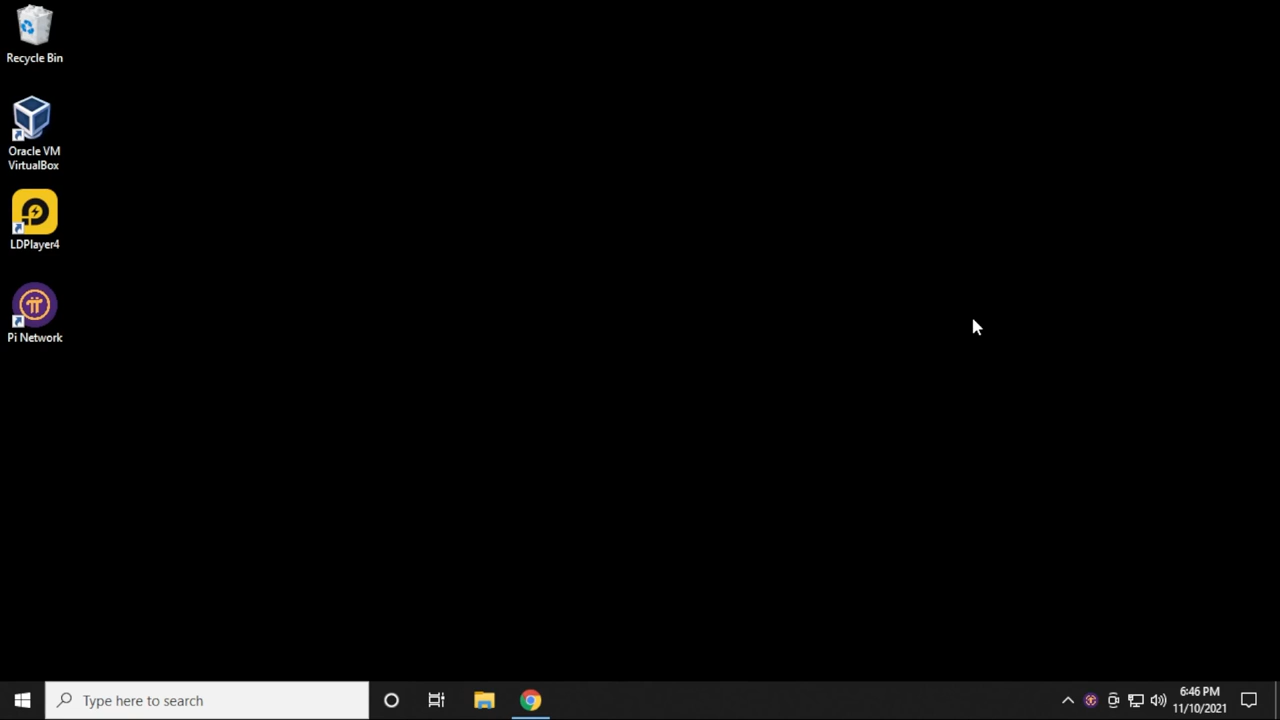 Recycle Bin
Oracle VM
VirtualBox
LDPlayer4
Pi Network
Type here to search
6:46 PM
11/10/2021